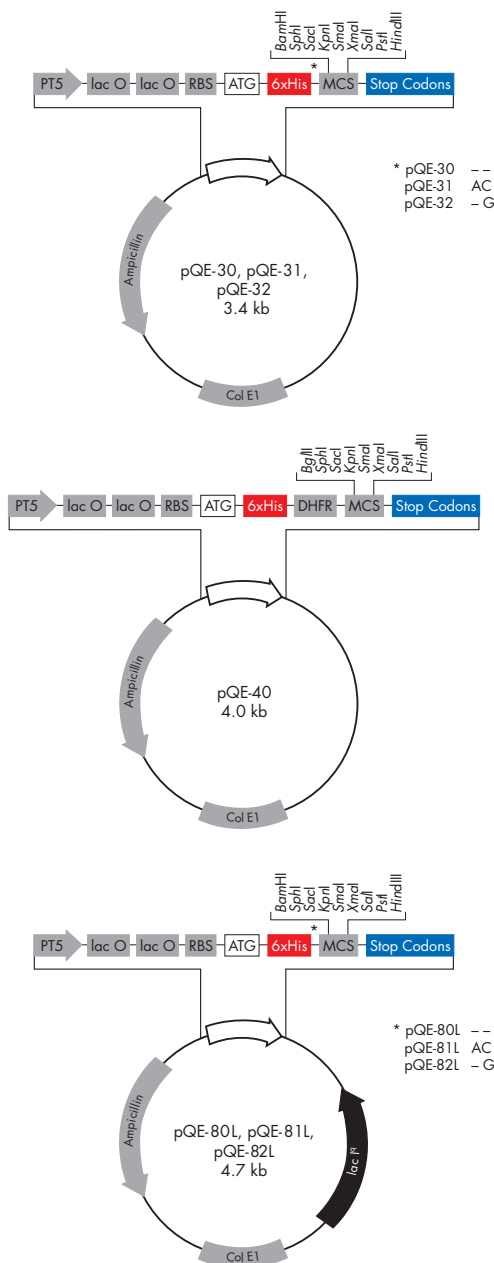 BamHI
SphI
SacI
KpnI
SmaI
XmaI
SalI
PstI
HindIII
PT5 lac O lac O RBS ATG 6xHis * MCS Stop Codons
* pQE-30 – –
pQE-31 AC
pQE-32 – G
Ampicillin
pQE-30, pQE-31,
pQE-32
3.4 kb
Col E1
BglII
SphI
SacI
KpnI
SmaI
XmaI
SalI
PstI
HindIII
PT5 lac O lac O RBS ATG 6xHis DHFR MCS Stop Codons
Ampicillin
pQE-40
4.0 kb
Col E1
BamHI
SphI
SacI
KpnI
SmaI
XmaI
SalI
PstI
HindIII
PT5 lac O lac O RBS ATG 6xHis * MCS Stop Codons
* pQE-80L – –
pQE-81L AC
pQE-82L – G
Ampicillin
pQE-80L, pQE-81L,
pQE-82L
4.7 kb
lac Iq
Col E1